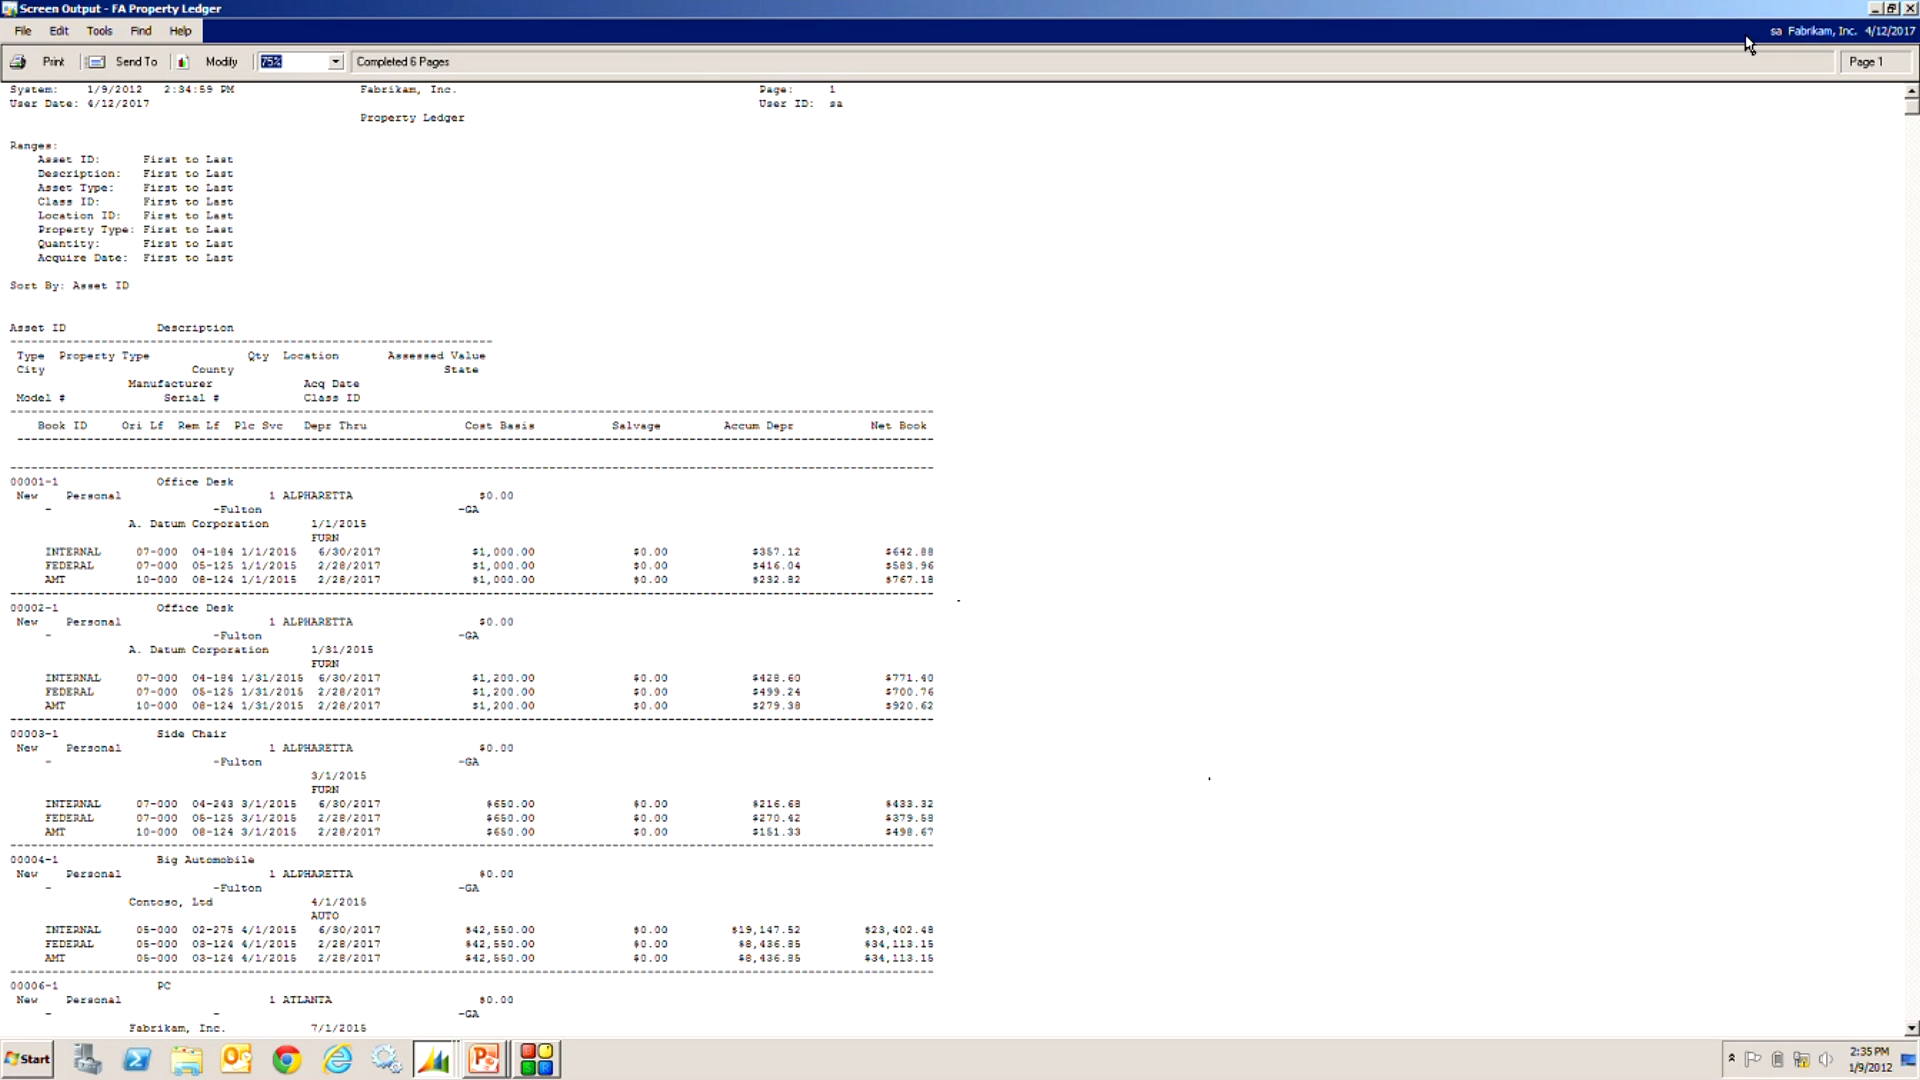 Screen Output - FA Property Ledger
File Edit Tools Find Help
sa Fabrikam, Inc. 4/12/2017
Print Send To Modify 75% Completed 6 Pages Page 1
System: 1/9/2012 2:34:59 PM Fabrikam, Inc. Page: 1
User Date: 4/12/2017 User ID: sa
Property Ledger
Ranges:
Asset ID: First to Last
Description: First to Last
Asset Type: First to Last
Class ID: First to Last
Location ID: First to Last
Property Type: First to Last
Quantity: First to Last
Acquire Date: First to Last
Sort By: Asset ID
Asset ID Description
Type Property Type Qty Location Assessed Value
City County State
Manufacturer Acq Date
Model # Serial # Class ID
Book ID Ori Lf Rem Lf Plc Svc Depr Thru Cost Basis Salvage Accum Depr Net Book
00001-1 Office Desk
New Personal 1 ALPHARETTA $0.00
- -Fulton -GA
A. Datum Corporation 1/1/2015
FURN
INTERNAL 07-000 04-184 1/1/2015 6/30/2017 $1,000.00 $0.00 $357.12 $642.88
FEDERAL 07-000 05-125 1/1/2015 2/28/2017 $1,000.00 $0.00 $416.04 $583.96
AMT 10-000 08-124 1/1/2015 2/28/2017 $1,000.00 $0.00 $232.82 $767.18
00002-1 Office Desk
New Personal 1 ALPHARETTA $0.00
- -Fulton -GA
A. Datum Corporation 1/31/2015
FURN
INTERNAL 07-000 04-184 1/31/2015 6/30/2017 $1,200.00 $0.00 $428.60 $771.40
FEDERAL 07-000 05-125 1/31/2015 2/28/2017 $1,200.00 $0.00 $499.24 $700.76
AMT 10-000 08-124 1/31/2015 2/28/2017 $1,200.00 $0.00 $279.38 $920.62
00003-1 Side Chair
New Personal 1 ALPHARETTA $0.00
- -Fulton -GA
3/1/2015
FURN
INTERNAL 07-000 04-243 3/1/2015 6/30/2017 $650.00 $0.00 $216.68 $433.32
FEDERAL 07-000 05-125 3/1/2015 2/28/2017 $650.00 $0.00 $270.42 $379.58
AMT 10-000 08-124 3/1/2015 2/28/2017 $650.00 $0.00 $151.33 $498.67
00004-1 Big Automobile
New Personal 1 ALPHARETTA $0.00
- -Fulton -GA
Contoso, Ltd 4/1/2015
AUTO
INTERNAL 05-000 02-275 4/1/2015 6/30/2017 $42,550.00 $0.00 $19,147.52 $23,402.48
FEDERAL 05-000 03-124 4/1/2015 2/28/2017 $42,550.00 $0.00 $8,436.85 $34,113.15
AMT 05-000 03-124 4/1/2015 2/28/2017 $42,550.00 $0.00 $8,436.85 $34,113.15
00006-1 PC
New Personal 1 ATLANTA $0.00
- - -GA
Fabrikam, Inc. 7/1/2015
Start
2:35 PM
1/9/2012